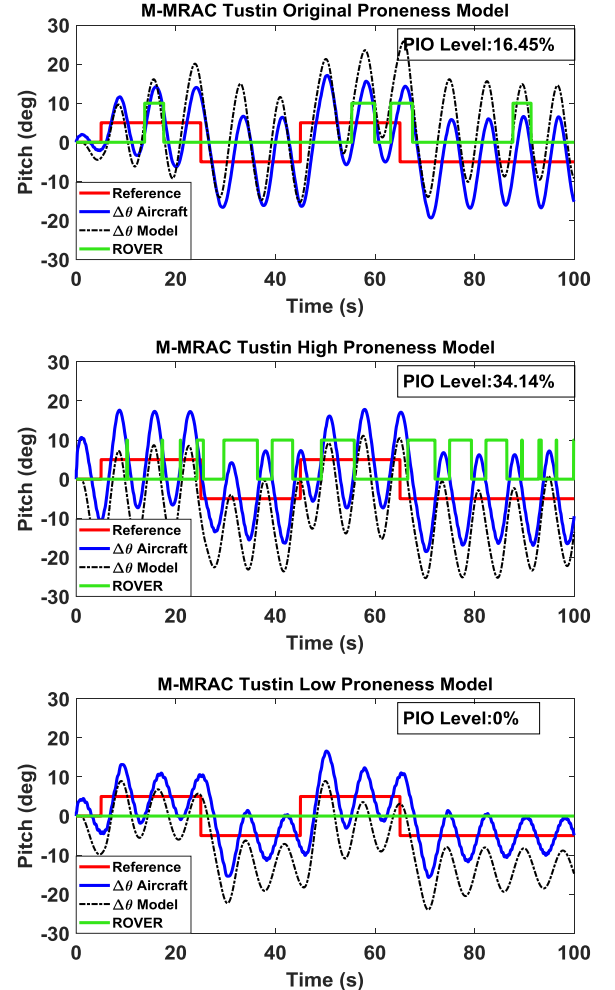 M-MRAC Tustin Original Proneness Model
30
20
10
0
-10
-20
-30
Pitch (deg)
PIO Level:16.45%
Reference
Δθ Aircraft
Δθ Model
ROVER
0 20 40 60 80 100
Time (s)
M-MRAC Tustin High Proneness Model
30
20
10
0
-10
-20
-30
Pitch (deg)
PIO Level:34.14%
Reference
Δθ Aircraft
Δθ Model
ROVER
0 20 40 60 80 100
Time (s)
M-MRAC Tustin Low Proneness Model
30
20
10
0
-10
-20
-30
Pitch (deg)
PIO Level:0%
Reference
Δθ Aircraft
Δθ Model
ROVER
0 20 40 60 80 100
Time (s)